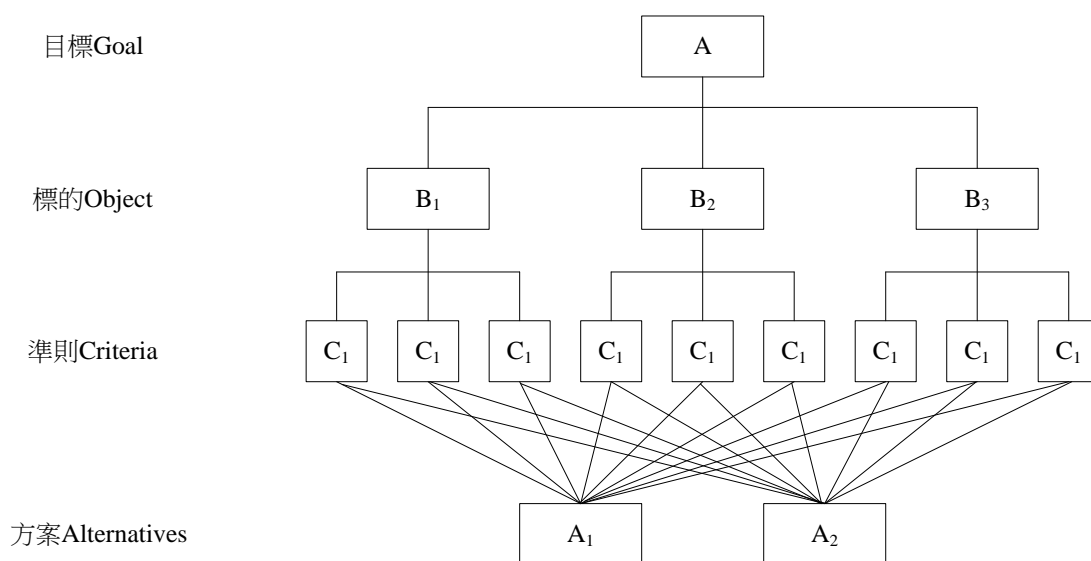 目標Goal
A
標的Object
B₁
B₂
B₃
準則Criteria
C₁
C₁
C₁
C₁
C₁
C₁
C₁
C₁
C₁
方案Alternatives
A₁
A₂